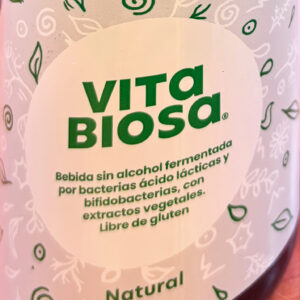 VITA
BIOSA®
Bebida sin alcohol fermentada
por bacterias ácido lácticas y
bifidobacterias, con
extractos vegetales.
Libre de gluten
Natural